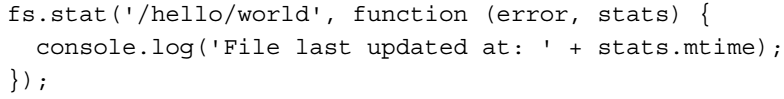 fs.stat('/hello/world', function (error, stats) {
  console.log('File last updated at: ' + stats.mtime);
});